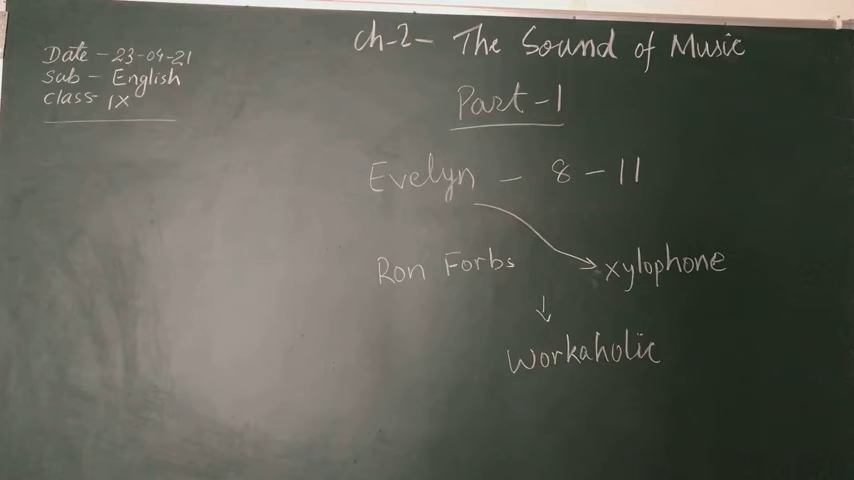 Date - 23-04-21
Sub - English
Class- IX
Ch-2- The Sound of Music
Part-1
Evelyn - 8 - 11
Ron Forbs
xylophone
Workaholic